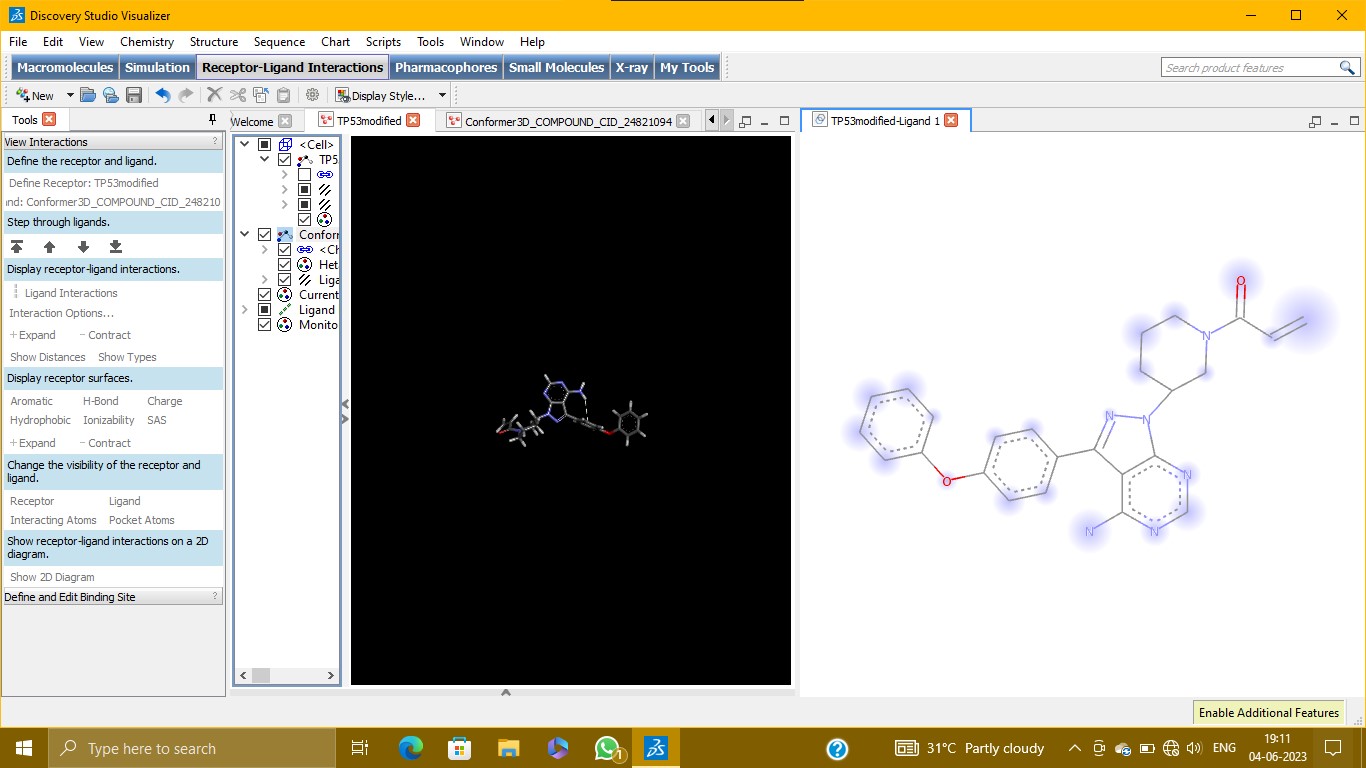 Discovery Studio Visualizer
File Edit View Chemistry Structure Sequence Chart Scripts Tools Window Help
Macromolecules Simulation Receptor-Ligand Interactions Pharmacophores Small Molecules X-ray My Tools
Search product features
New Display Style...
Tools
Welcome TP53modified Conformer3D_COMPOUND_CID_24821094
TP53modified-Ligand 1
View Interactions ?
Define the receptor and ligand.
Define Receptor: TP53modified
nd: Conformer3D_COMPOUND_CID_248210
Step through ligands.
Display receptor-ligand interactions.
Ligand Interactions
Interaction Options...
+ Expand - Contract
Show Distances Show Types
Display receptor surfaces.
Aromatic H-Bond Charge
Hydrophobic Ionizability SAS
+ Expand - Contract
Change the visibility of the receptor and
ligand.
Receptor Ligand
Interacting Atoms Pocket Atoms
Show receptor-ligand interactions on a 2D
diagram.
Show 2D Diagram
Define and Edit Binding Site ?
<Cell>
TP5
Confor
<Ch
Het
Liga
Current
Ligand
Monito
O
N
N
N
N
O
N
N
N
Enable Additional Features
Type here to search
1
31°C Partly cloudy
ENG
19:11
04-06-2023